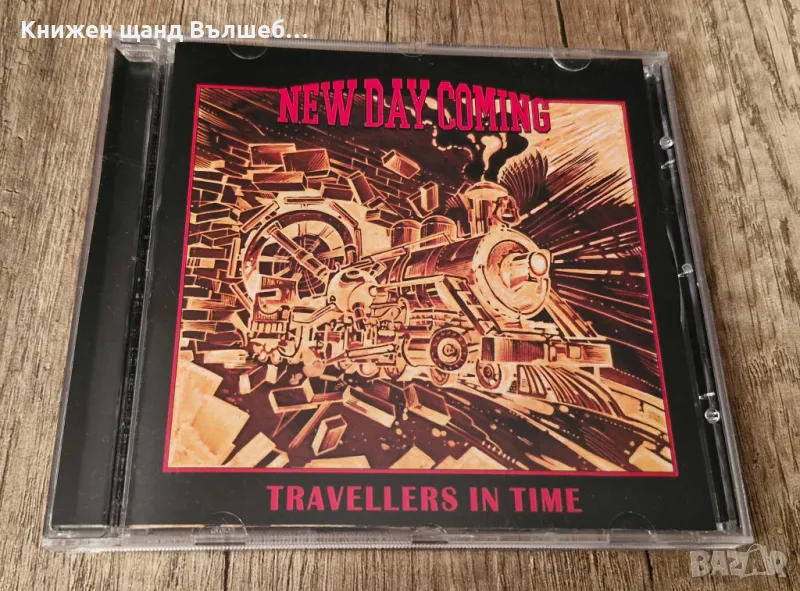 Книжен щанд Вълшеб...
NEW DAY COMING
TRAVELLERS IN TIME
BAZAR